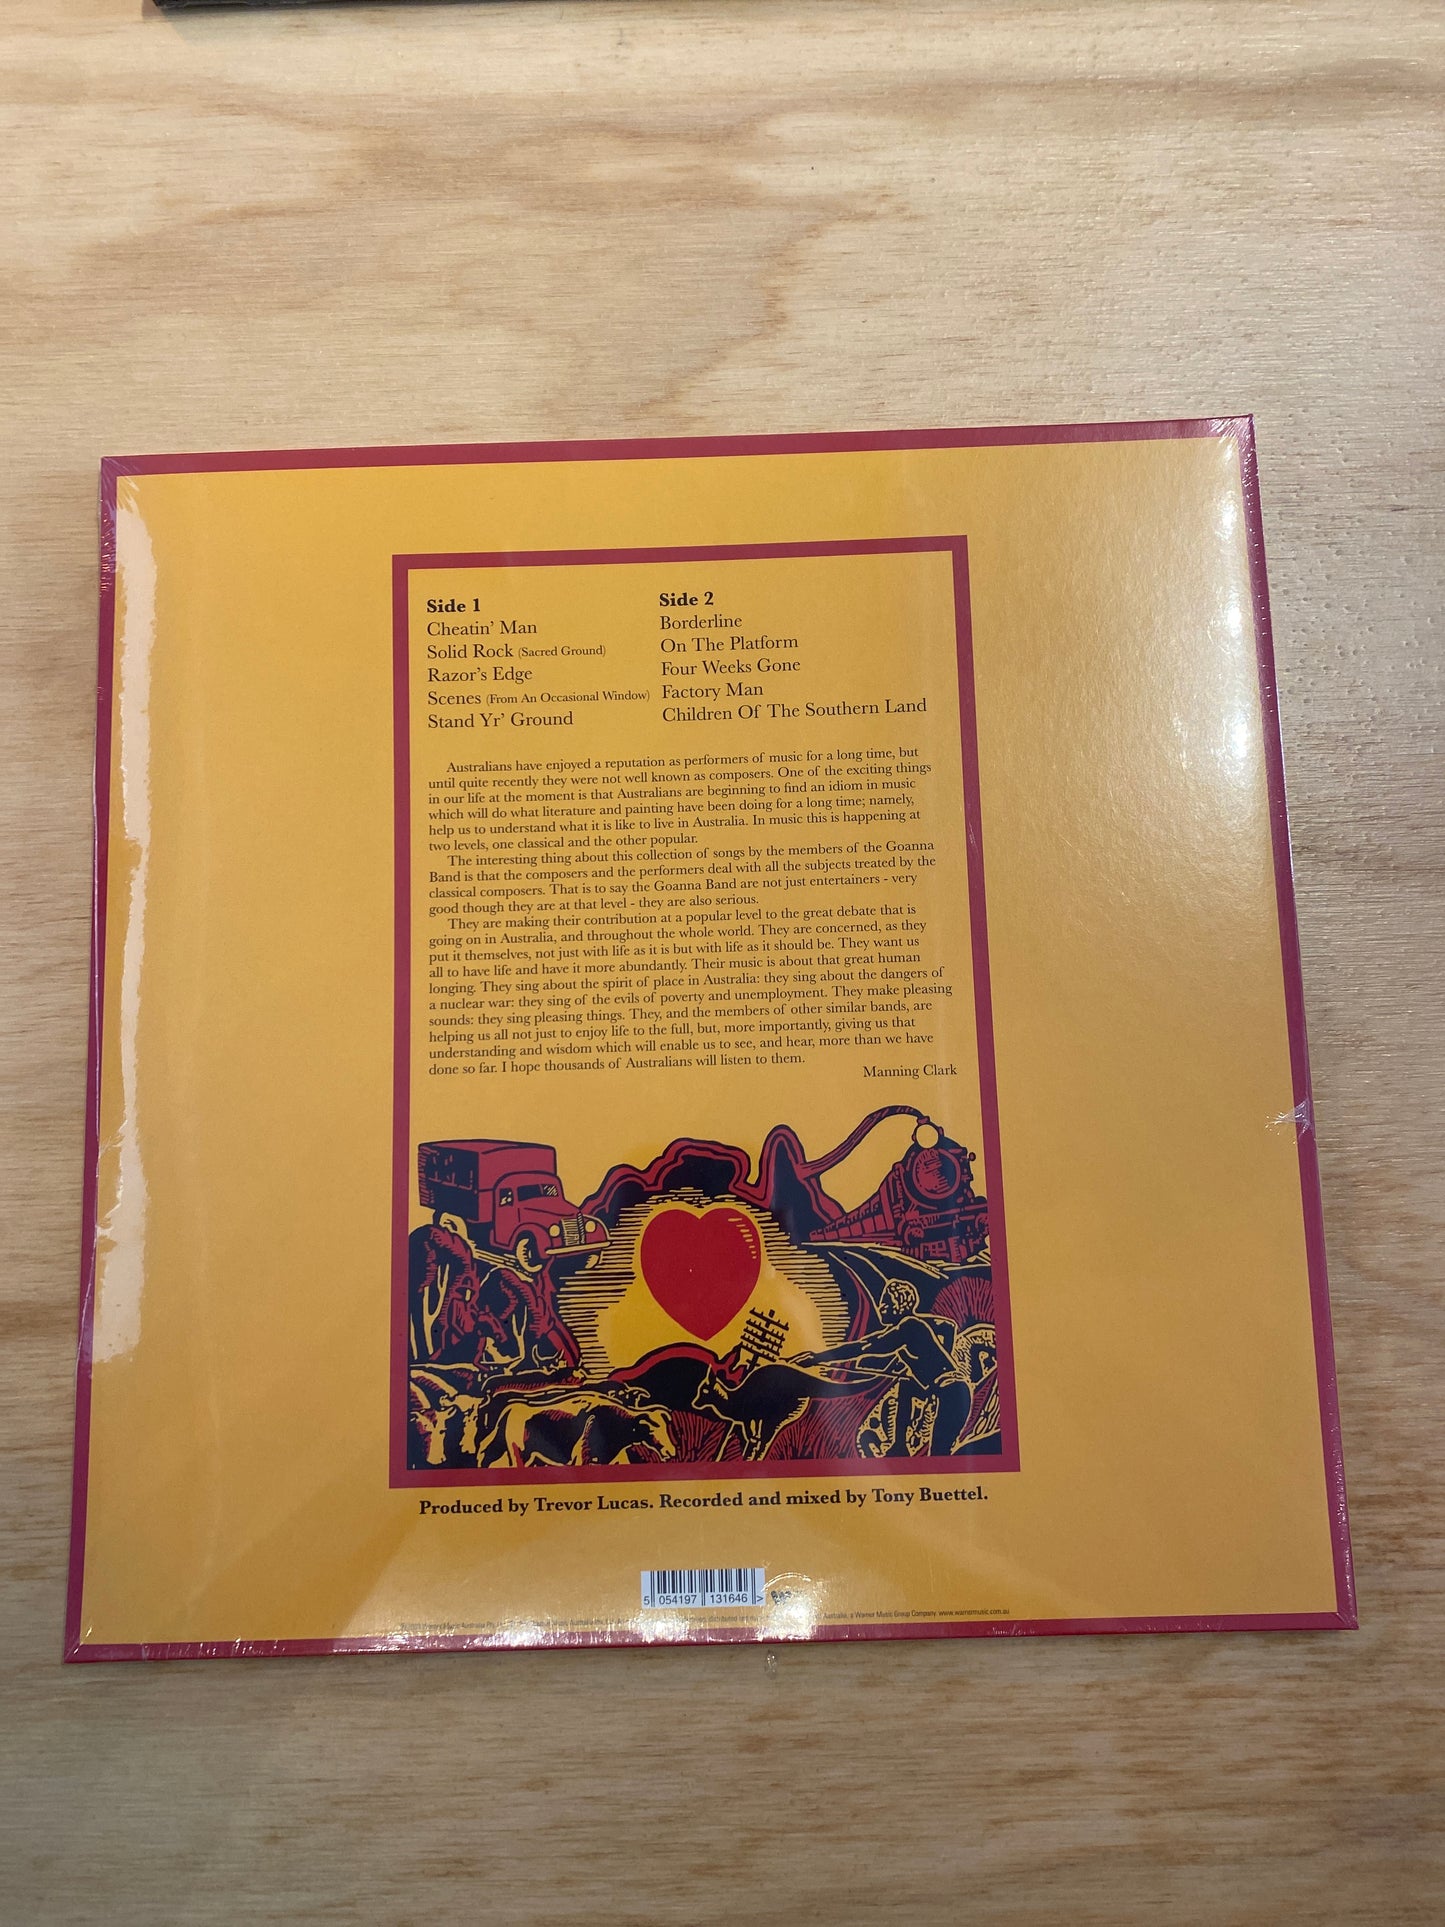 Side 1
Cheatin' Man
Solid Rock (Sacred Ground)
Razor's Edge
Scenes (From An Occasional Window)
Stand Yr' Ground
Side 2
Borderline
On The Platform
Four Weeks Gone
Factory Man
Children Of The Southern Land
Australians have enjoyed a reputation as performers of music for a long time, but
until quite recently they were not well known as composers. One of the exciting things
in our life at the moment is that Australians are beginning to find an idiom in music
which will do what literature and painting have been doing for a long time; namely,
help us to understand what it is like to live in Australia. In music this is happening at
two levels, one classical and the other popular.
The interesting thing about this collection of songs by the members of the Goanna
Band is that the composers and the performers deal with all the subjects treated by the
classical composers. That is to say the Goanna Band are not just entertainers - very
good though they are at that level - they are also serious.
They are making their contribution at a popular level to the great debate that is
going on in Australia, and throughout the whole world. They are concerned, as they
put it themselves, not just with life as it is but with life as it should be. They want us
all to have life and have it more abundantly. Their music is about that great human
longing. They sing about the spirit of place in Australia: they sing about the dangers of
a nuclear war: they sing of the evils of poverty and unemployment. They make pleasing
sounds: they sing pleasing things. They, and the members of other similar bands, are
helping us all not just to enjoy life to the full, but, more importantly, giving us that
understanding and wisdom which will enable us to see, and hear, more than we have
done so far. I hope thousands of Australians will listen to them.
Manning Clark
Produced by Trevor Lucas. Recorded and mixed by Tony Buettel.
5 054197 131646 >
Australia, a Warner Music Group Company. www.warnermusic.com.au